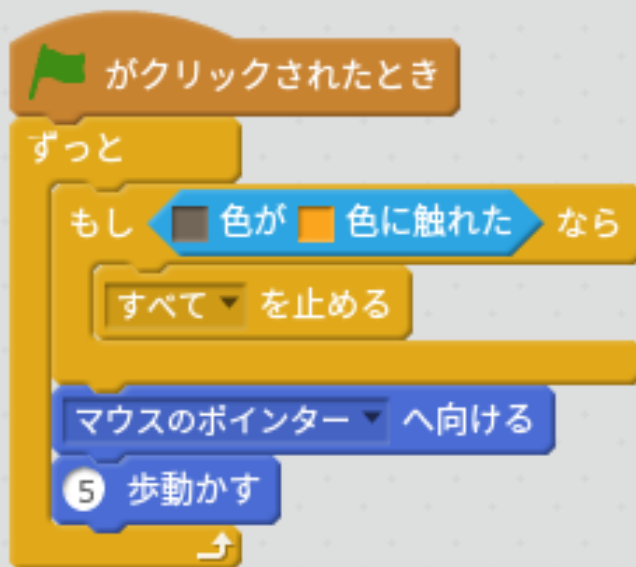 がクリックされたとき
ずっと
もし 色が 色に触れた なら
すべて を止める
マウスのポインター へ向ける
5 歩動かす